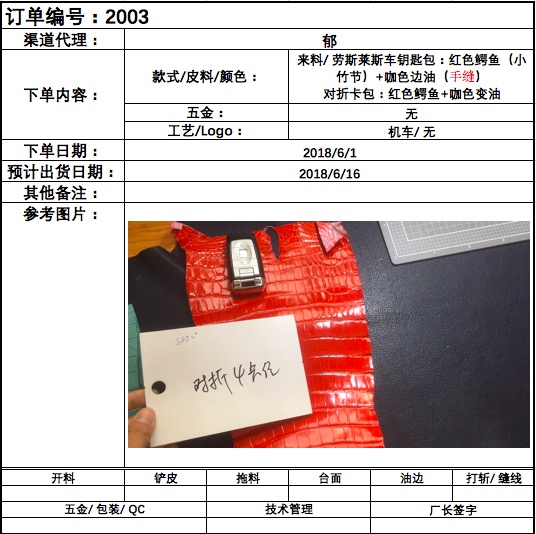 订单编号：2003
渠道代理： 郁
下单内容： 款式/皮料/颜色： 来料/ 劳斯莱斯车钥匙包：红色鳄鱼（小
竹节）+咖色边油（手缝）
对折卡包：红色鳄鱼+咖色变油
五金： 无
工艺/Logo： 机车/ 无
下单日期： 2018/6/1
预计出货日期： 2018/6/16
其他备注：
参考图片：
对折4卡位
开料 铲皮 拖料 台面 油边 打斩/ 缝线
五金/ 包装/ QC 技术管理 厂长签字